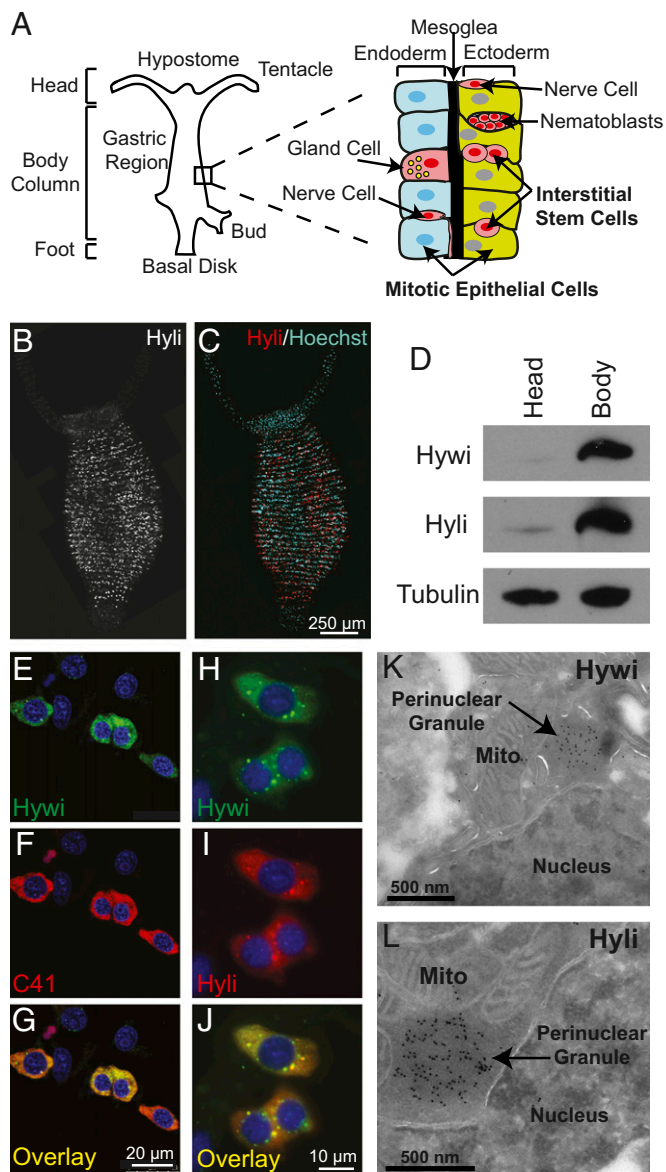 A
Hypostome
Tentacle
Head
Gastric
Region
Body
Column
Bud
Foot
Basal Disk
Mesoglea
Endoderm
Ectoderm
Nerve Cell
Nematoblasts
Gland Cell
Interstitial
Stem Cells
Nerve Cell
Mitotic Epithelial Cells
B
Hyli
C
Hyli/Hoechst
250 µm
D
Head
Body
Hywi
Hyli
Tubulin
E
Hywi
F
C41
G
Overlay
20 µm
H
Hywi
I
Hyli
J
Overlay
10 µm
K
Hywi
Perinuclear
Granule
Mito
Nucleus
500 nm
L
Hyli
Mito
Perinuclear
Granule
Nucleus
500 nm